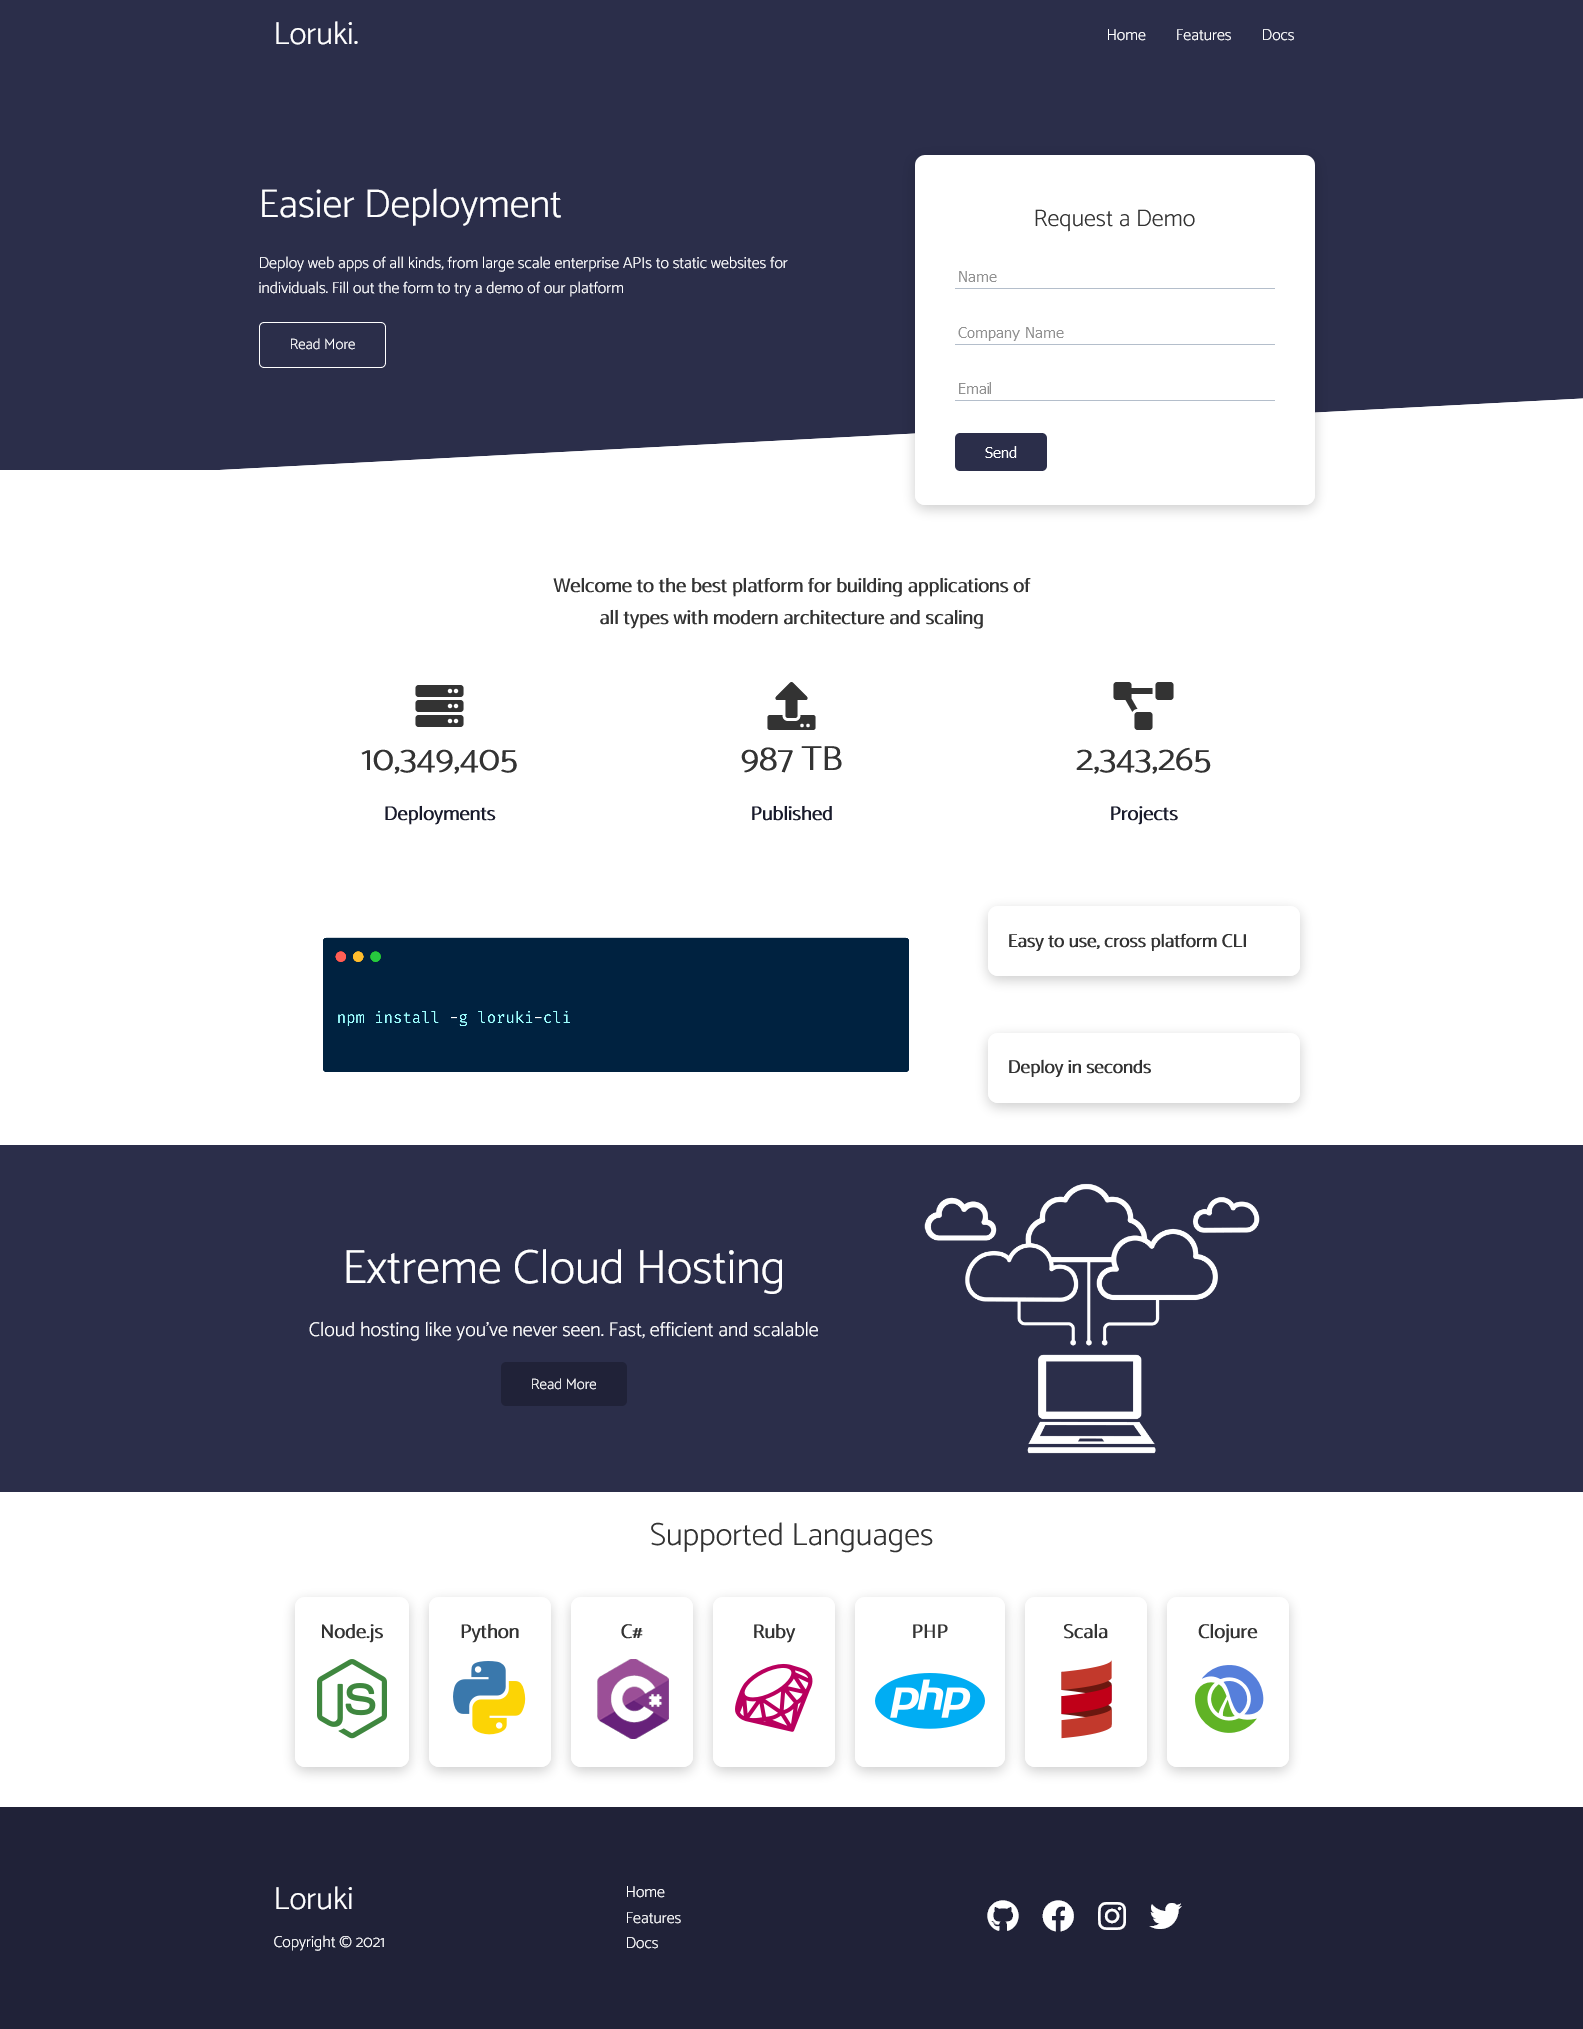 Loruki.
Home
Features
Docs
Easier Deployment
Deploy web apps of all kinds, from large scale enterprise APIs to static websites for
individuals. Fill out the form to try a demo of our platform
Read More
Request a Demo
Name
Company Name
Email
Send
Welcome to the best platform for building applications of
all types with modern architecture and scaling
10,349,405
Deployments
987 TB
Published
2,343,265
Projects
npm install -g loruki-cli
Easy to use, cross platform CLI
Deploy in seconds
Extreme Cloud Hosting
Cloud hosting like you've never seen. Fast, efficient and scalable
Read More
Supported Languages
Node.js
JS
Python
C#
C#
Ruby
PHP
php
Scala
Clojure
Loruki
Copyright © 2021
Home
Features
Docs